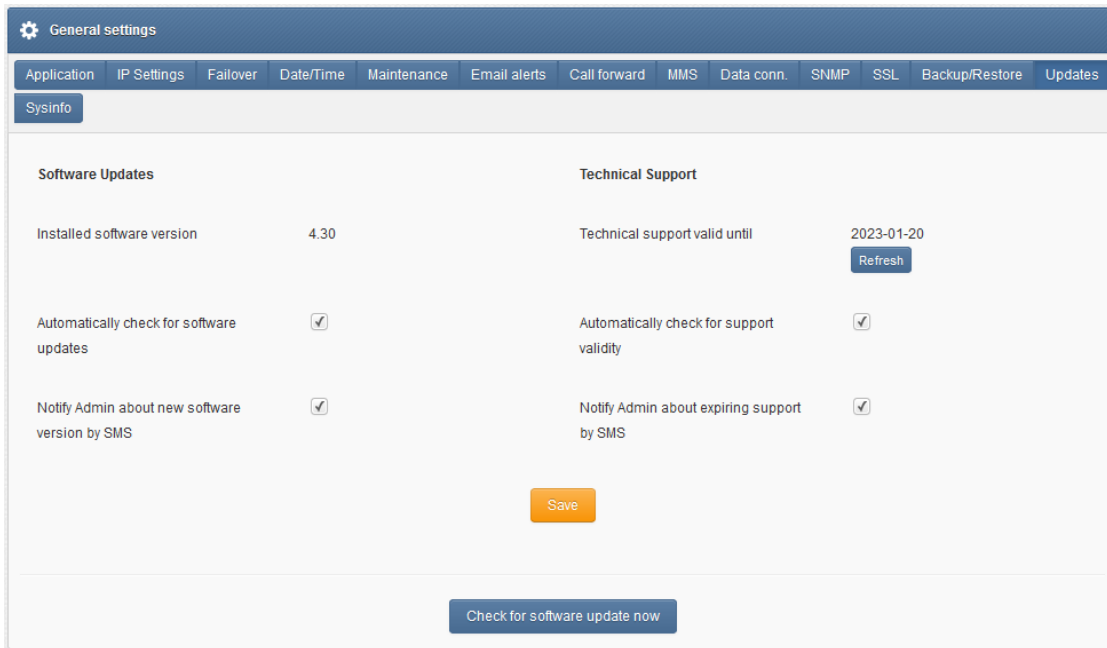 General settings
Application IP Settings Failover Date/Time Maintenance Email alerts Call forward MMS Data conn. SNMP SSL Backup/Restore Updates
Sysinfo
Software Updates
Technical Support
Installed software version 4.30
Technical support valid until 2023-01-20
Refresh
Automatically check for software
updates
Automatically check for support
validity
Notify Admin about new software
version by SMS
Notify Admin about expiring support
by SMS
Save
Check for software update now